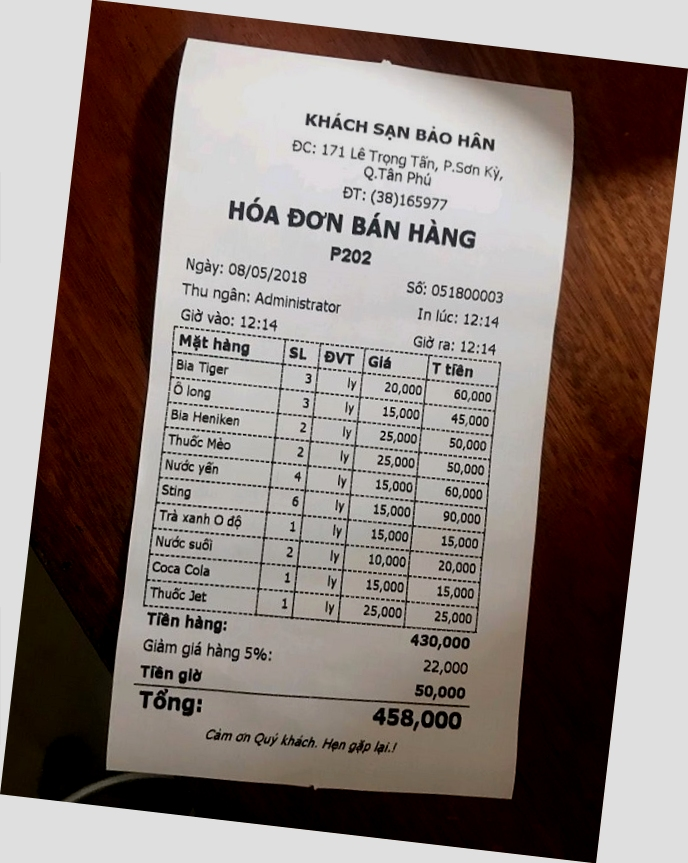 KHÁCH SẠN BẢO HÂN
ĐC: 171 Lê Trọng Tấn, P.Sơn Kỳ,
Q.Tân Phú
ĐT: (38)165977
HÓA ĐƠN BÁN HÀNG
P202
Ngày: 08/05/2018 Số: 051800003
Thu ngân: Administrator In lúc: 12:14
Giờ vào: 12:14 Giờ ra: 12:14
Mặt hàng SL ĐVT Giá T tiền
Bia Tiger 3 ly 20,000 60,000
Ô long 3 ly 15,000 45,000
Bia Heniken 2 ly 25,000 50,000
Thuốc Mèo 2 ly 25,000 50,000
Nước yến 4 ly 15,000 60,000
Sting 6 ly 15,000 90,000
Trà xanh O độ 1 ly 15,000 15,000
Nước suối 2 ly 10,000 20,000
Coca Cola 1 ly 15,000 15,000
Thuốc Jet 1 ly 25,000 25,000
Tiền hàng: 430,000
Giảm giá hàng 5%: 22,000
Tiền giờ 50,000
Tổng: 458,000
Cảm ơn Quý khách. Hẹn gặp lại.!